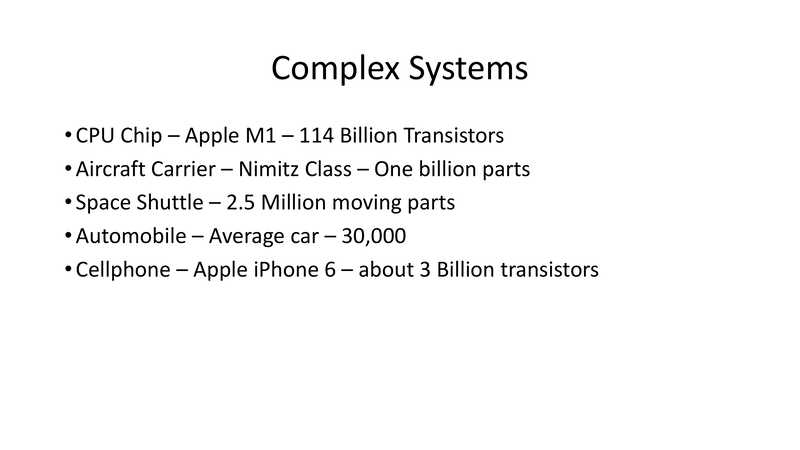 Complex Systems
•CPU Chip – Apple M1 – 114 Billion Transistors
•Aircraft Carrier – Nimitz Class – One billion parts
•Space Shuttle – 2.5 Million moving parts
•Automobile – Average car – 30,000
•Cellphone – Apple iPhone 6 – about 3 Billion transistors